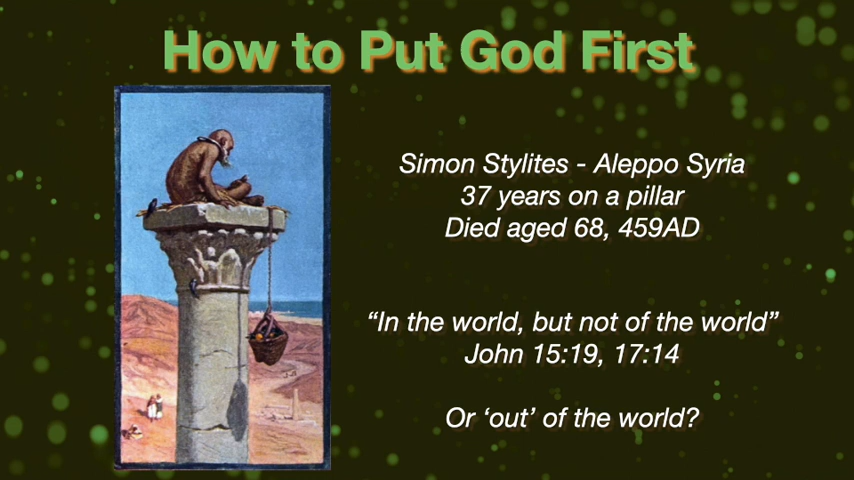 How to Put God First
Simon Stylites - Aleppo Syria
37 years on a pillar
Died aged 68, 459AD
“In the world, but not of the world”
John 15:19, 17:14
Or ‘out’ of the world?